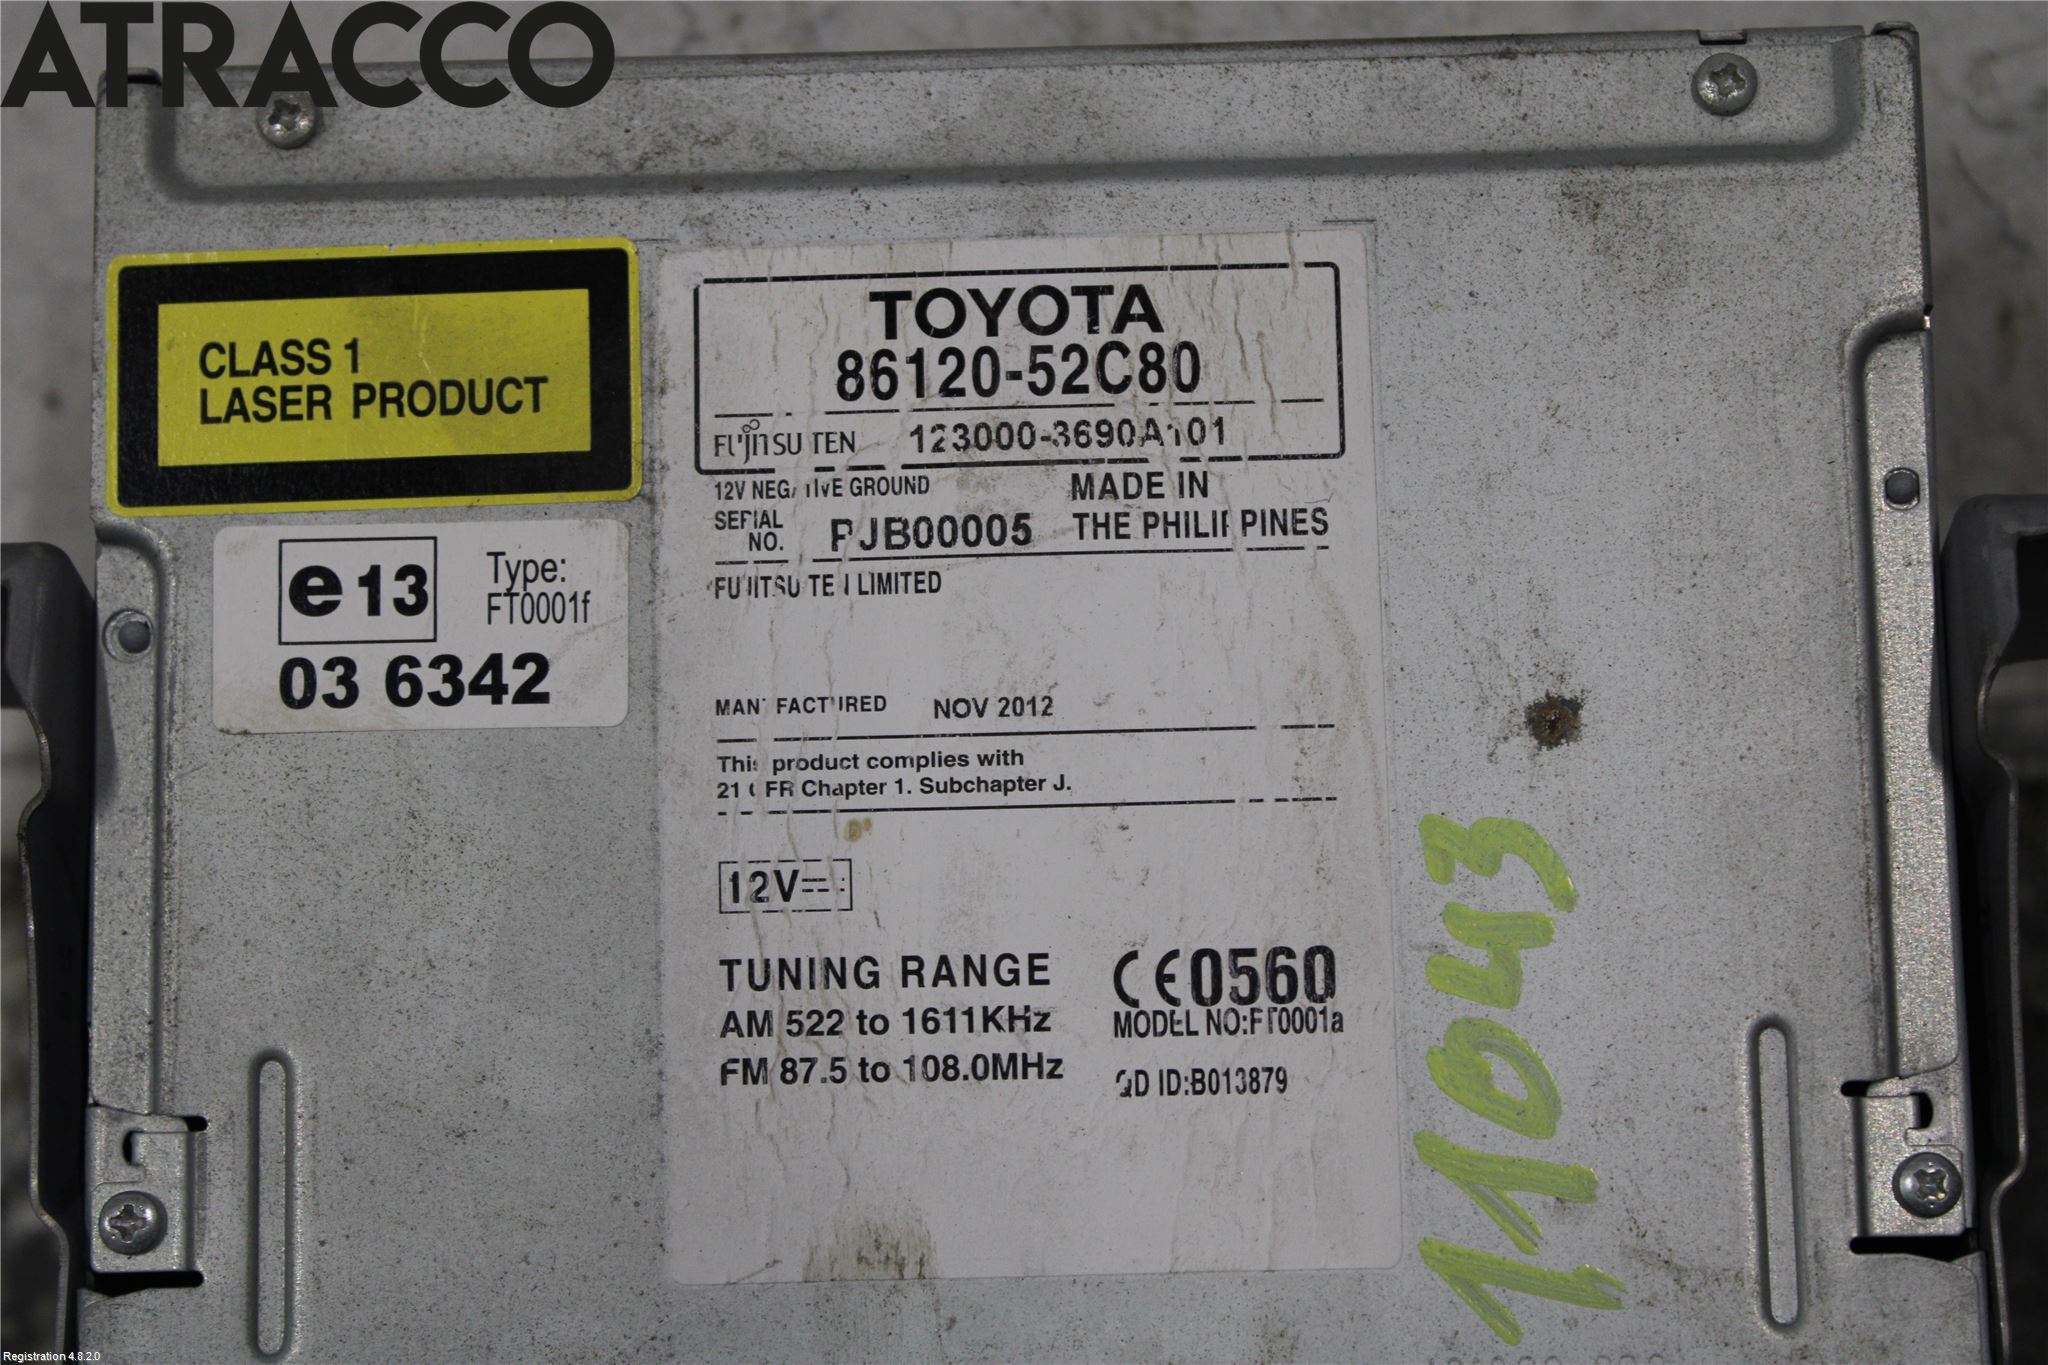 ATRACCO
CLASS 1
LASER PRODUCT
e13
Type:
FT0001f
03 6342
TOYOTA
86120-52C80
FUJITSU TEN 123000-3690A101
12V NEGATIVE GROUND
SERIAL NO. PJB00005
MADE IN
THE PHILIPPINES
FUJITSU TEN LIMITED
MANUFACTURED NOV 2012
This product complies with
21 CFR Chapter 1. Subchapter J.
12V
TUNING RANGE
AM 522 to 1611KHz
FM 87.5 to 108.0MHz
CE0560
MODEL NO:FT0001a
QD ID:B013879
11043
Registration 4.8.2.0